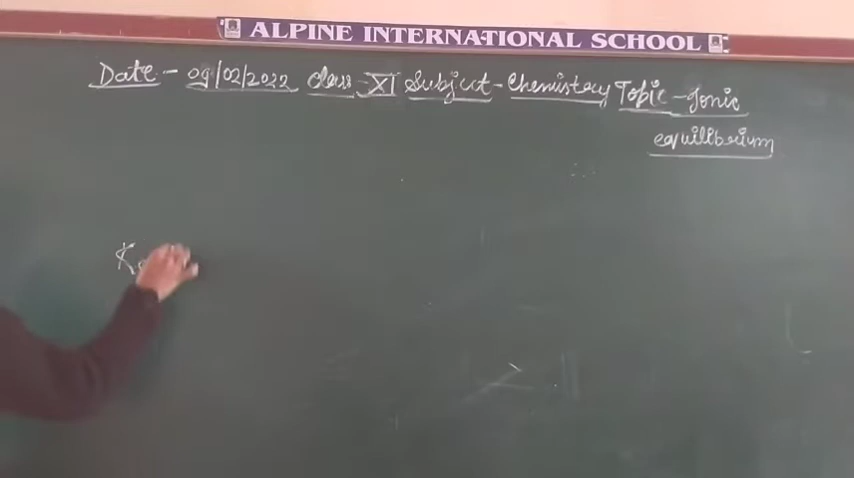 ALPINE INTERNATIONAL SCHOOL
Date - 09/02/2022 Class - XI Subject - Chemistry Topic - Ionic
equilibrium
K